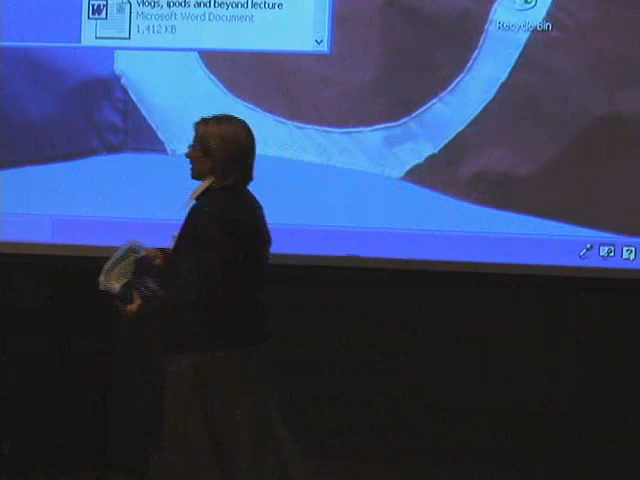 vlogs, ipods and beyond lecture
Microsoft Word Document
1,412 KB
Recycle Bin
W
?